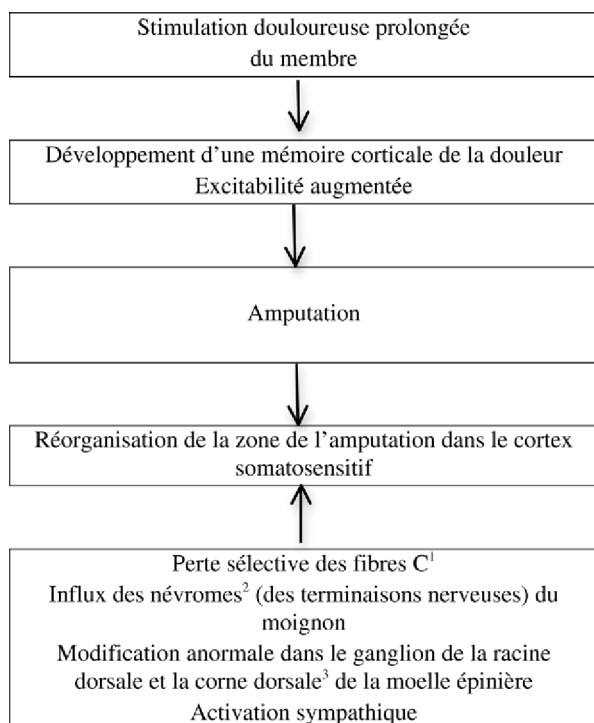 Stimulation douloureuse prolongée
du membre
Développement d’une mémoire corticale de la douleur
Excitabilité augmentée
Amputation
Réorganisation de la zone de l’amputation dans le cortex
somatosensitif
Perte sélective des fibres C¹
Influx des névromes² (des terminaisons nerveuses) du
moignon
Modification anormale dans le ganglion de la racine
dorsale et la corne dorsale³ de la moelle épinière
Activation sympathique